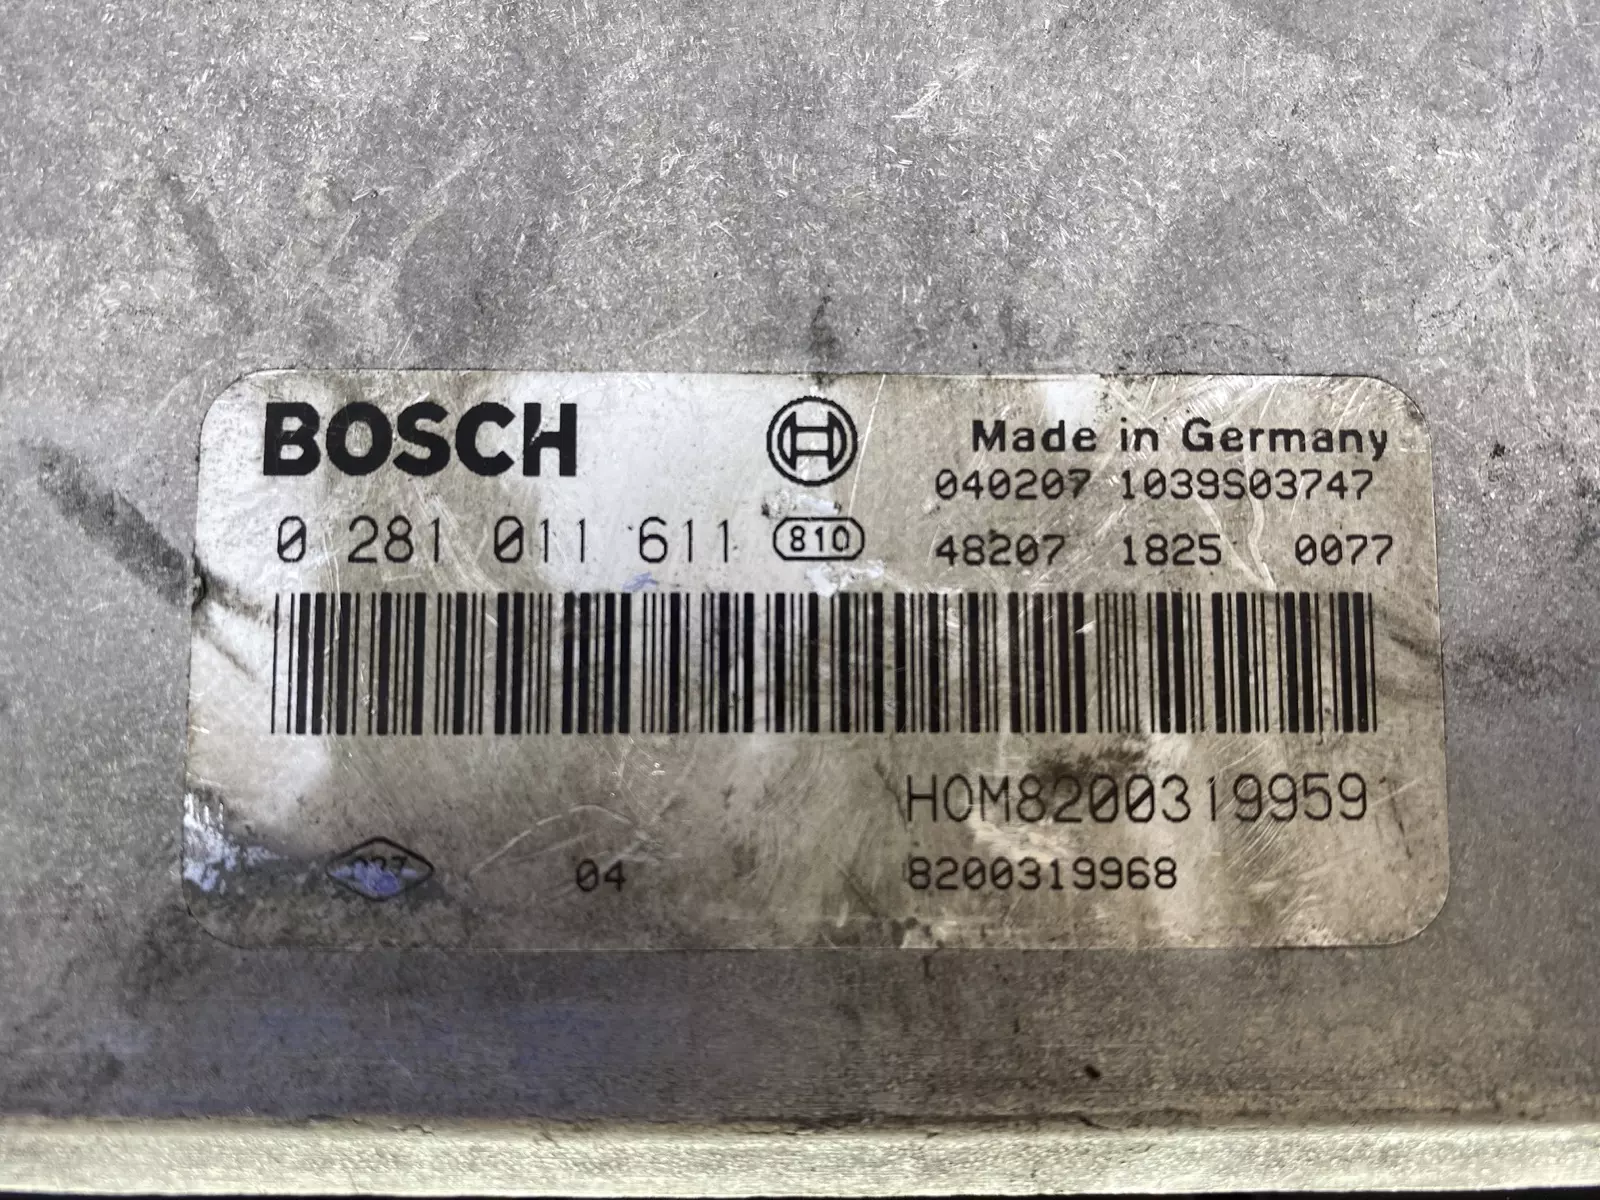 BOSCH
Made in Germany
040207 1039S03747
0 281 011 611 810
48207 1825 0077
HOM8200319959
04
8200319968